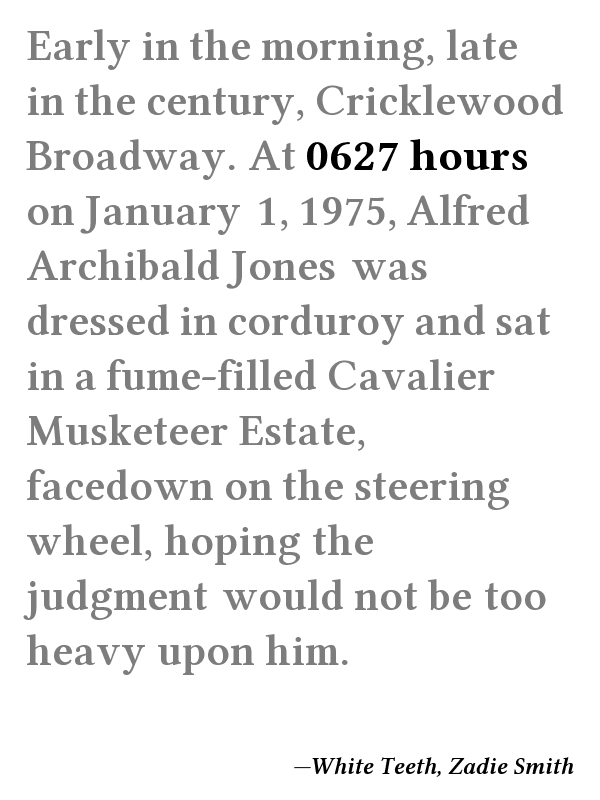 Early in the morning, late
in the century, Cricklewood
Broadway. At 0627 hours
on January 1, 1975, Alfred
Archibald Jones was
dressed in corduroy and sat
in a fume-filled Cavalier
Musketeer Estate,
facedown on the steering
wheel, hoping the
judgment would not be too
heavy upon him.
—White Teeth, Zadie Smith